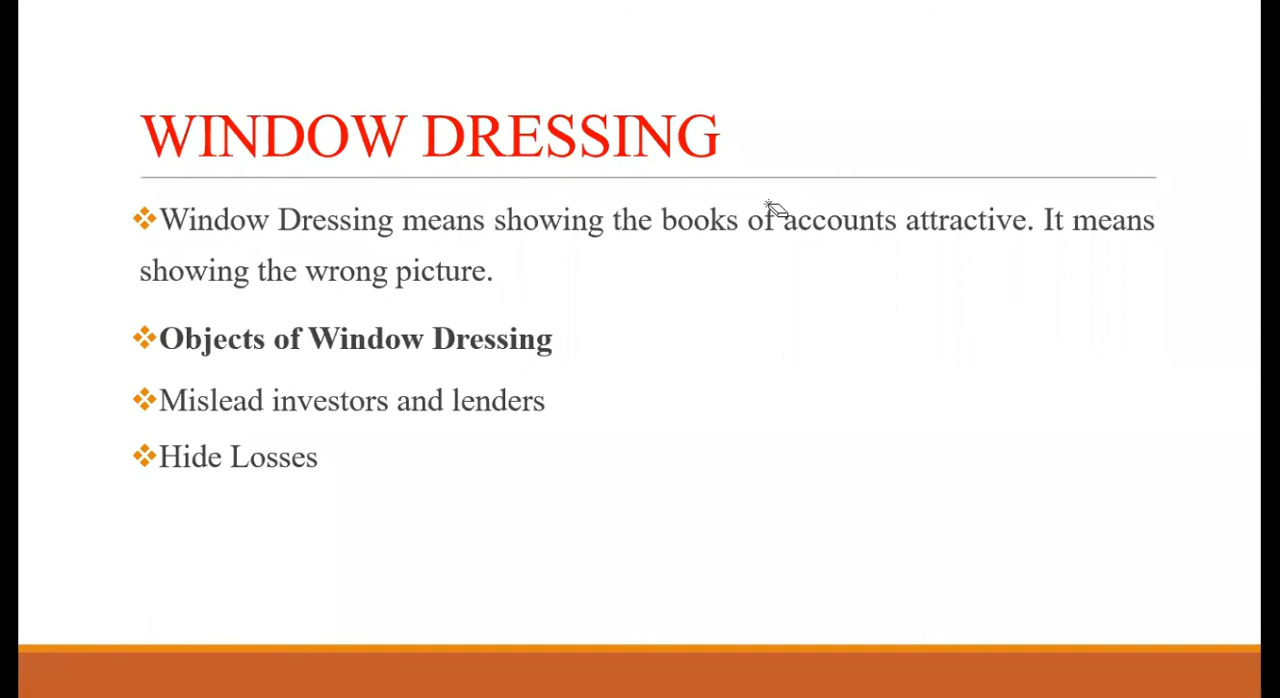 WINDOW DRESSING
❖Window Dressing means showing the books of accounts attractive. It means
showing the wrong picture.
❖Objects of Window Dressing
❖Mislead investors and lenders
❖Hide Losses